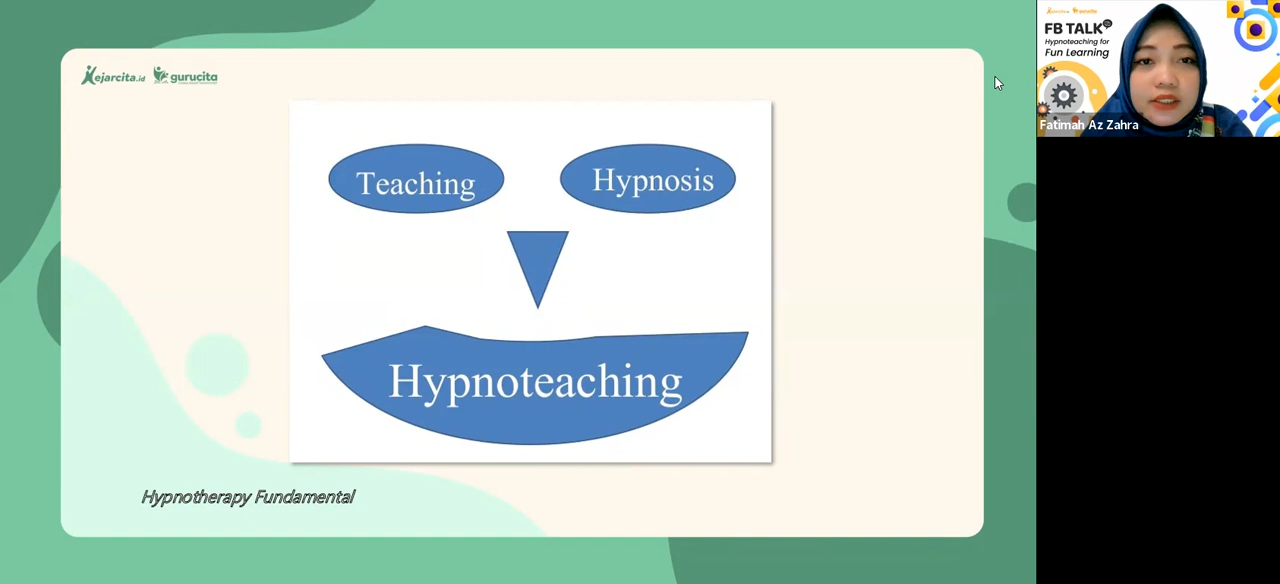 Kejarcita.id gurucita
Teaching
Hypnosis
Hypnoteaching
Hypnotherapy Fundamental
FB TALK
Hypnoteaching for
Fun Learning
Fatimah Az Zahra